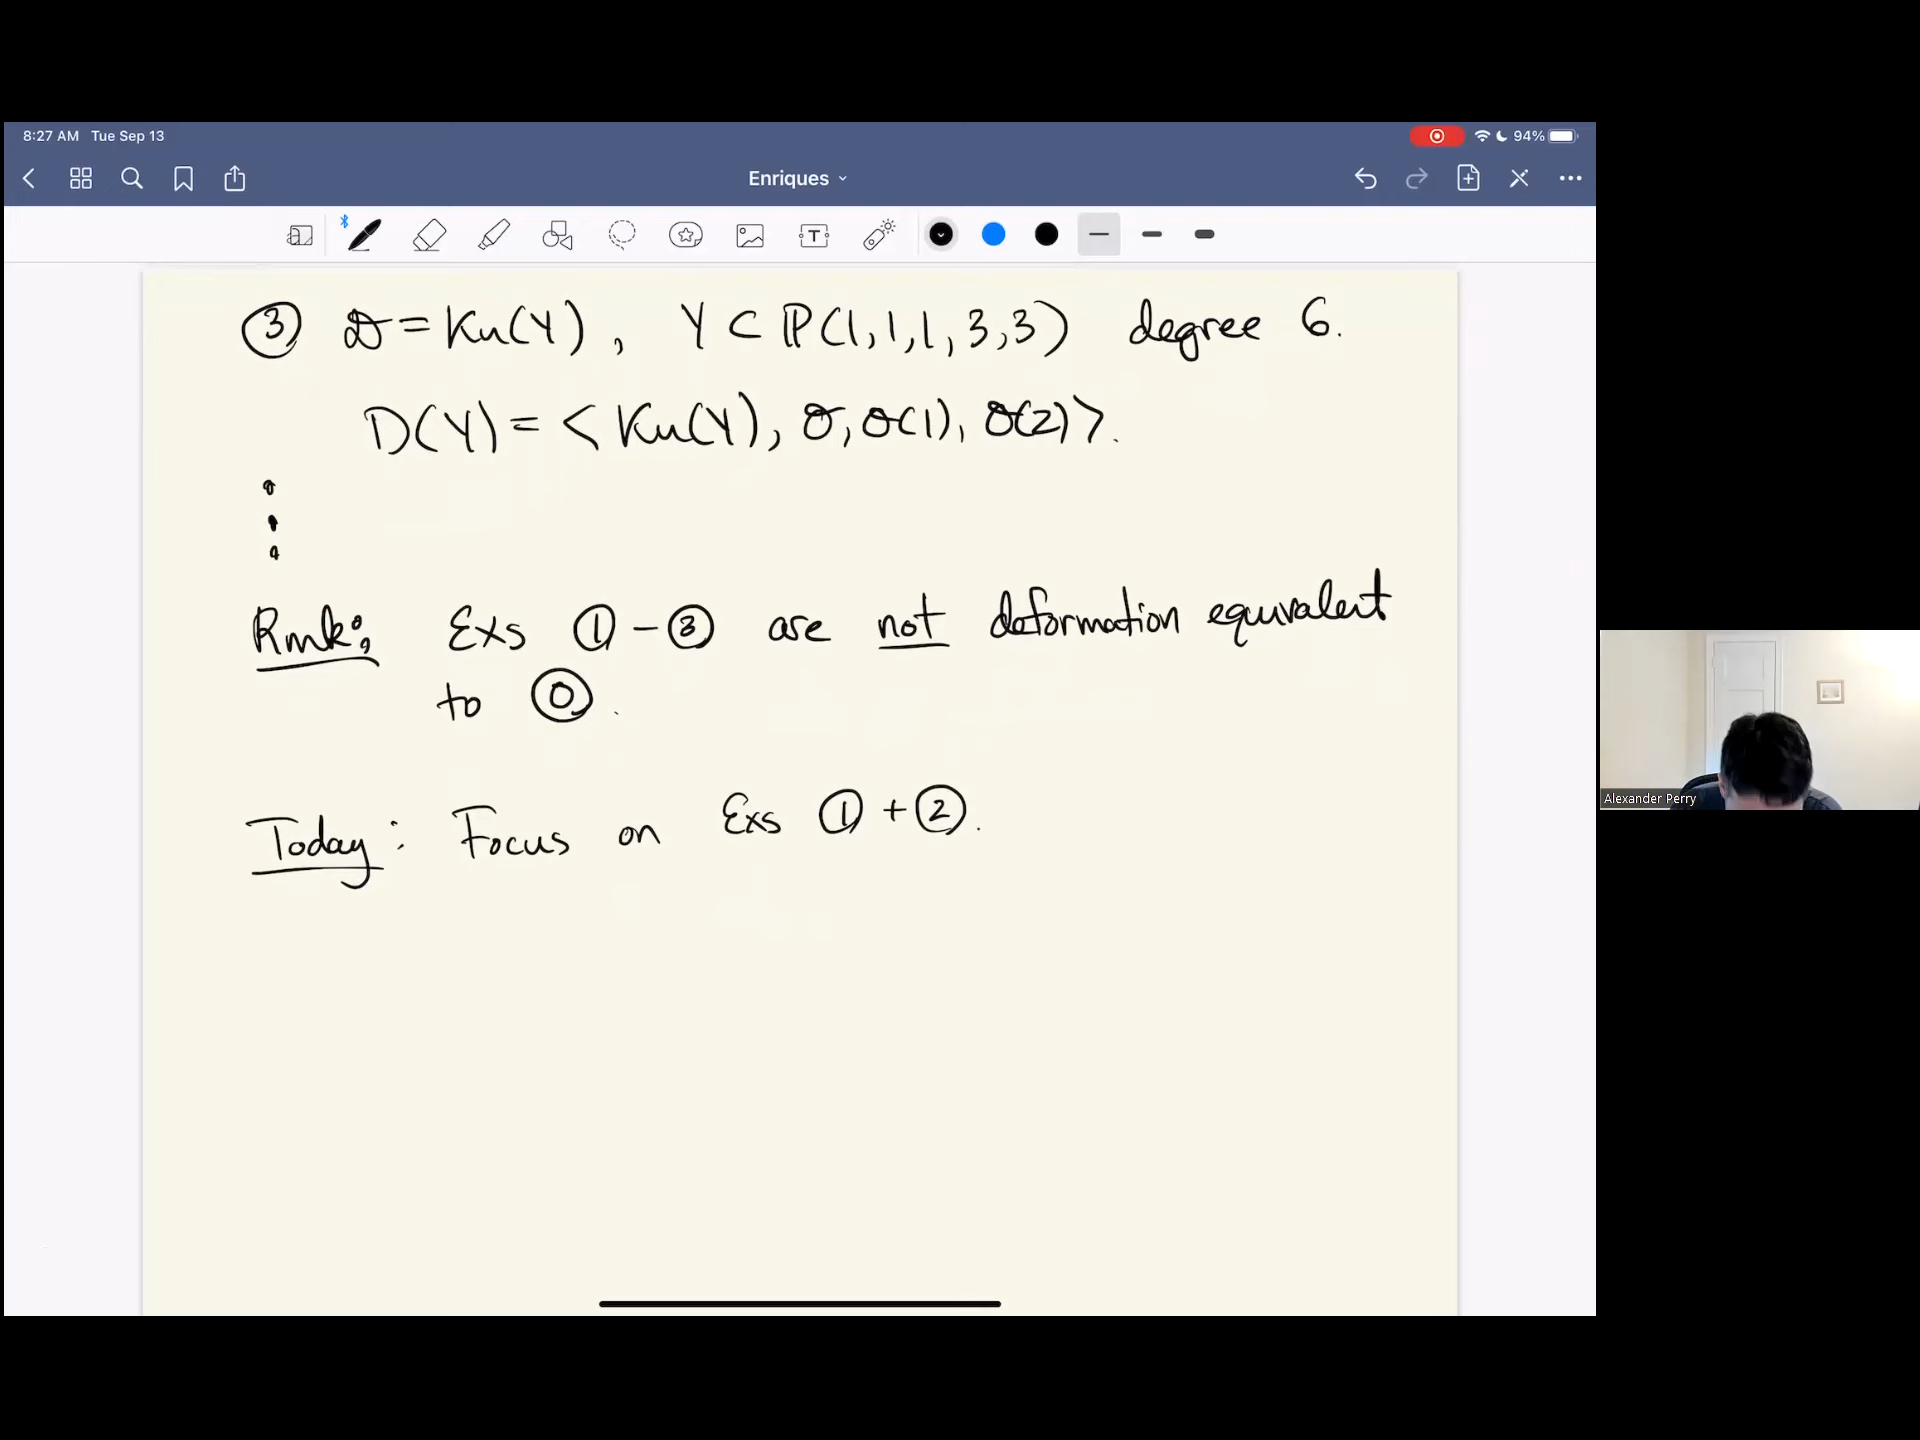 8:27 AM Tue Sep 13
94%
Enriques
③ 𝒟 = Ku(Y), Y ⊂ ℙ(1,1,1,3,3) degree 6.
D(Y) = < Ku(Y), 𝒪, 𝒪(1), 𝒪(2) >.
Rmk: Exs ① – ③ are not deformation equivalent
to ⓪.
Today: Focus on Exs ① + ②.
Alexander Perry